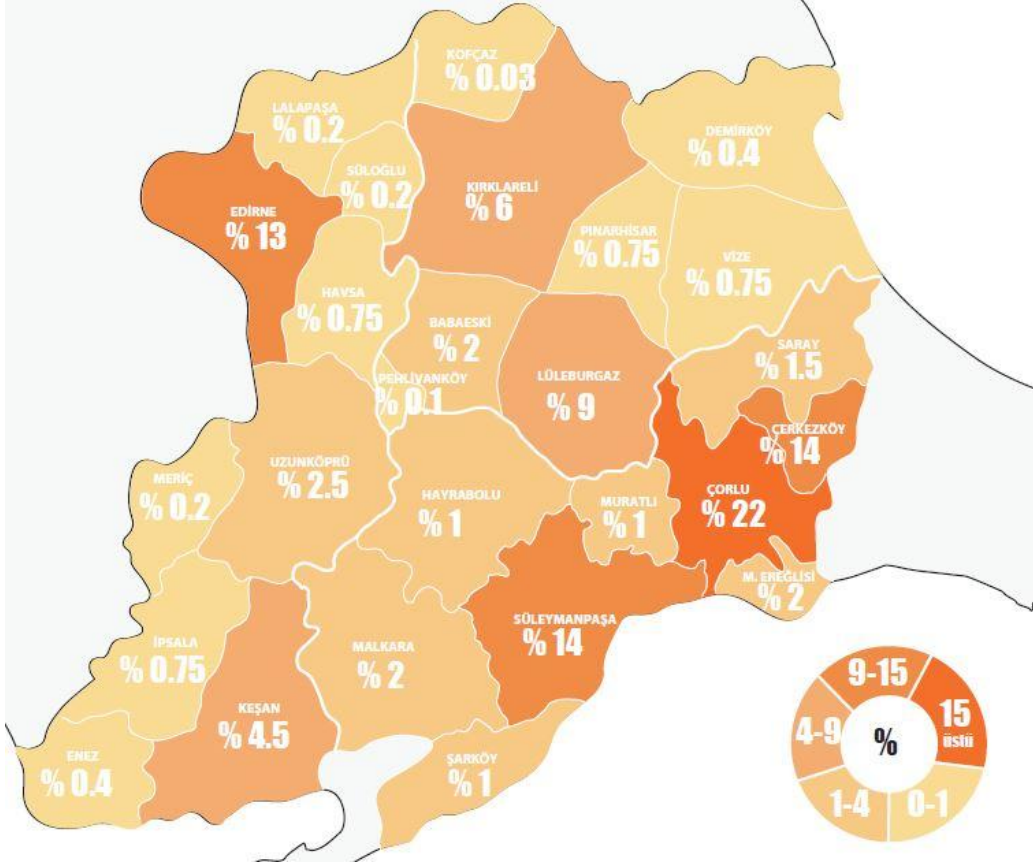 KOFÇAZ
% 0.03
LALAPAŞA
% 0.2
DEMİRKÖY
% 0.4
SÜLOĞLU
% 0.2
KIRKLARELİ
% 6
EDİRNE
% 13
PINARHİSAR
% 0.75
VİZE
% 0.75
HAVSA
% 0.75
BABAESKİ
% 2
SARAY
% 1.5
PEHLİVANKÖY
% 0.1
LÜLEBURGAZ
% 9
ÇERKEZKÖY
% 14
UZUNKÖPRÜ
% 2.5
MERİÇ
% 0.2
HAYRABOLU
% 1
MURATLI
% 1
ÇORLU
% 22
M. EREĞLİSİ
% 2
SÜLEYMANPAŞA
% 14
İPSALA
% 0.75
MALKARA
% 2
KEŞAN
% 4.5
ENEZ
% 0.4
ŞARKÖY
% 1
9-15
15
üstü
4-9
%
1-4
0-1